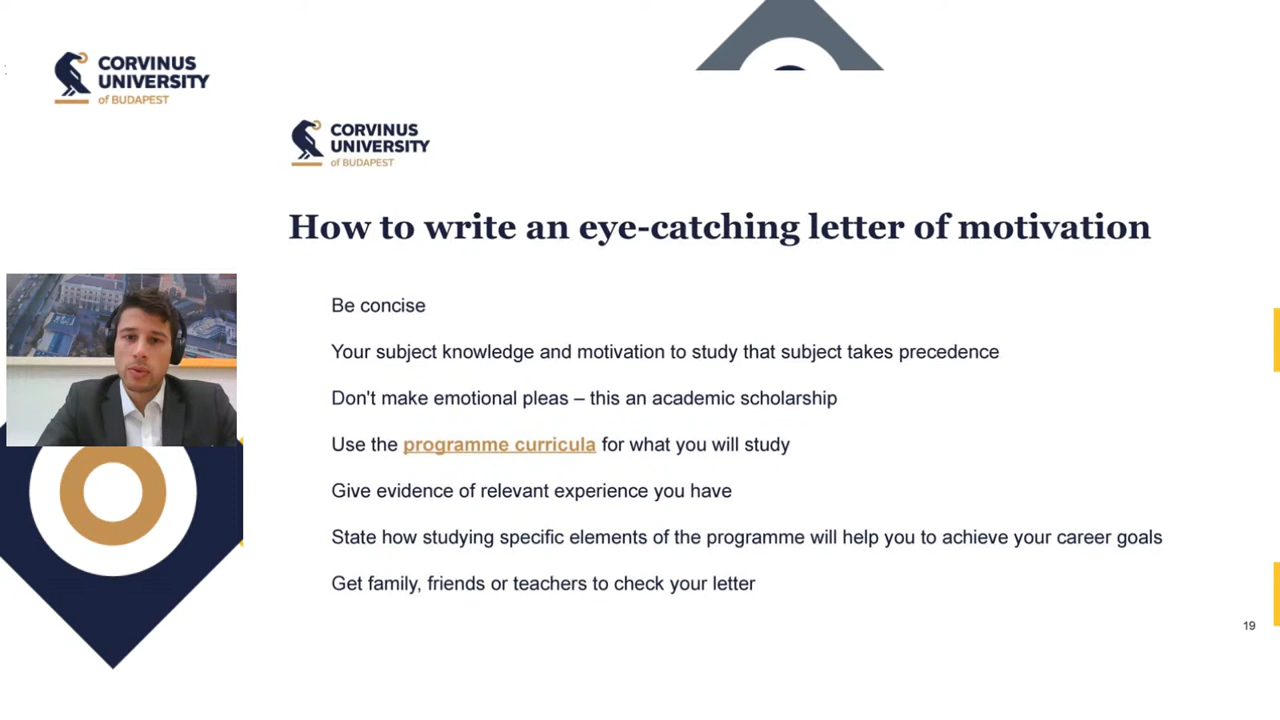 CORVINUS
UNIVERSITY
of BUDAPEST
CORVINUS
UNIVERSITY
of BUDAPEST
How to write an eye-catching letter of motivation
Be concise
Your subject knowledge and motivation to study that subject takes precedence
Don't make emotional pleas – this an academic scholarship
Use the programme curricula for what you will study
Give evidence of relevant experience you have
State how studying specific elements of the programme will help you to achieve your career goals
Get family, friends or teachers to check your letter
19